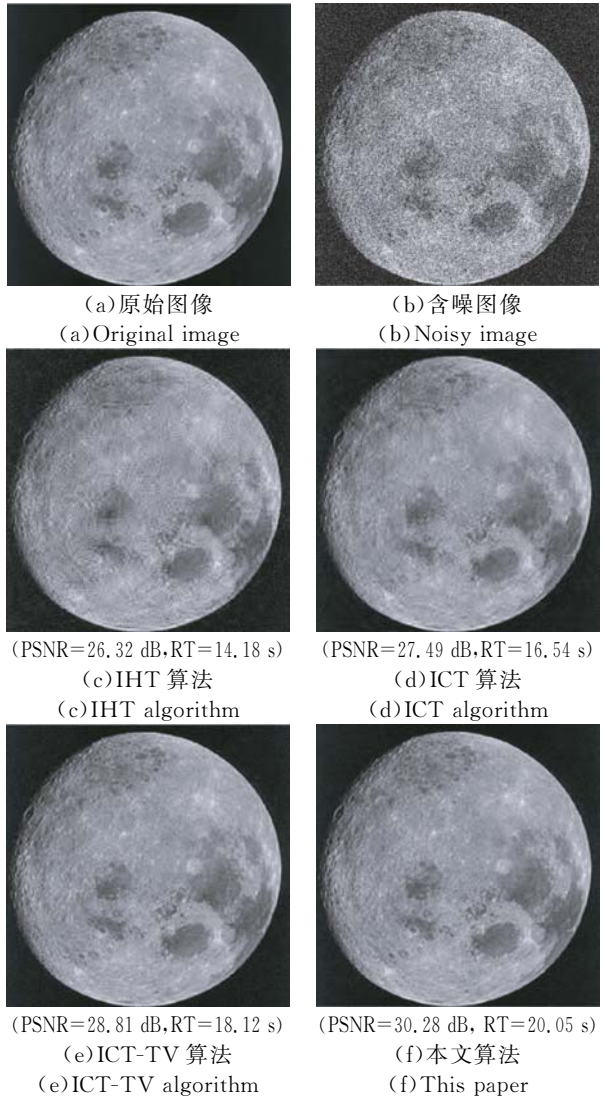 (a)原始图像
(a)Original image
(b)含噪图像
(b)Noisy image
(PSNR=26.32 dB,RT=14.18 s)
(c)IHT 算法
(c)IHT algorithm
(PSNR=27.49 dB,RT=16.54 s)
(d)ICT 算法
(d)ICT algorithm
(PSNR=28.81 dB,RT=18.12 s)
(e)ICT-TV 算法
(e)ICT-TV algorithm
(PSNR=30.28 dB, RT=20.05 s)
(f)本文算法
(f)This paper